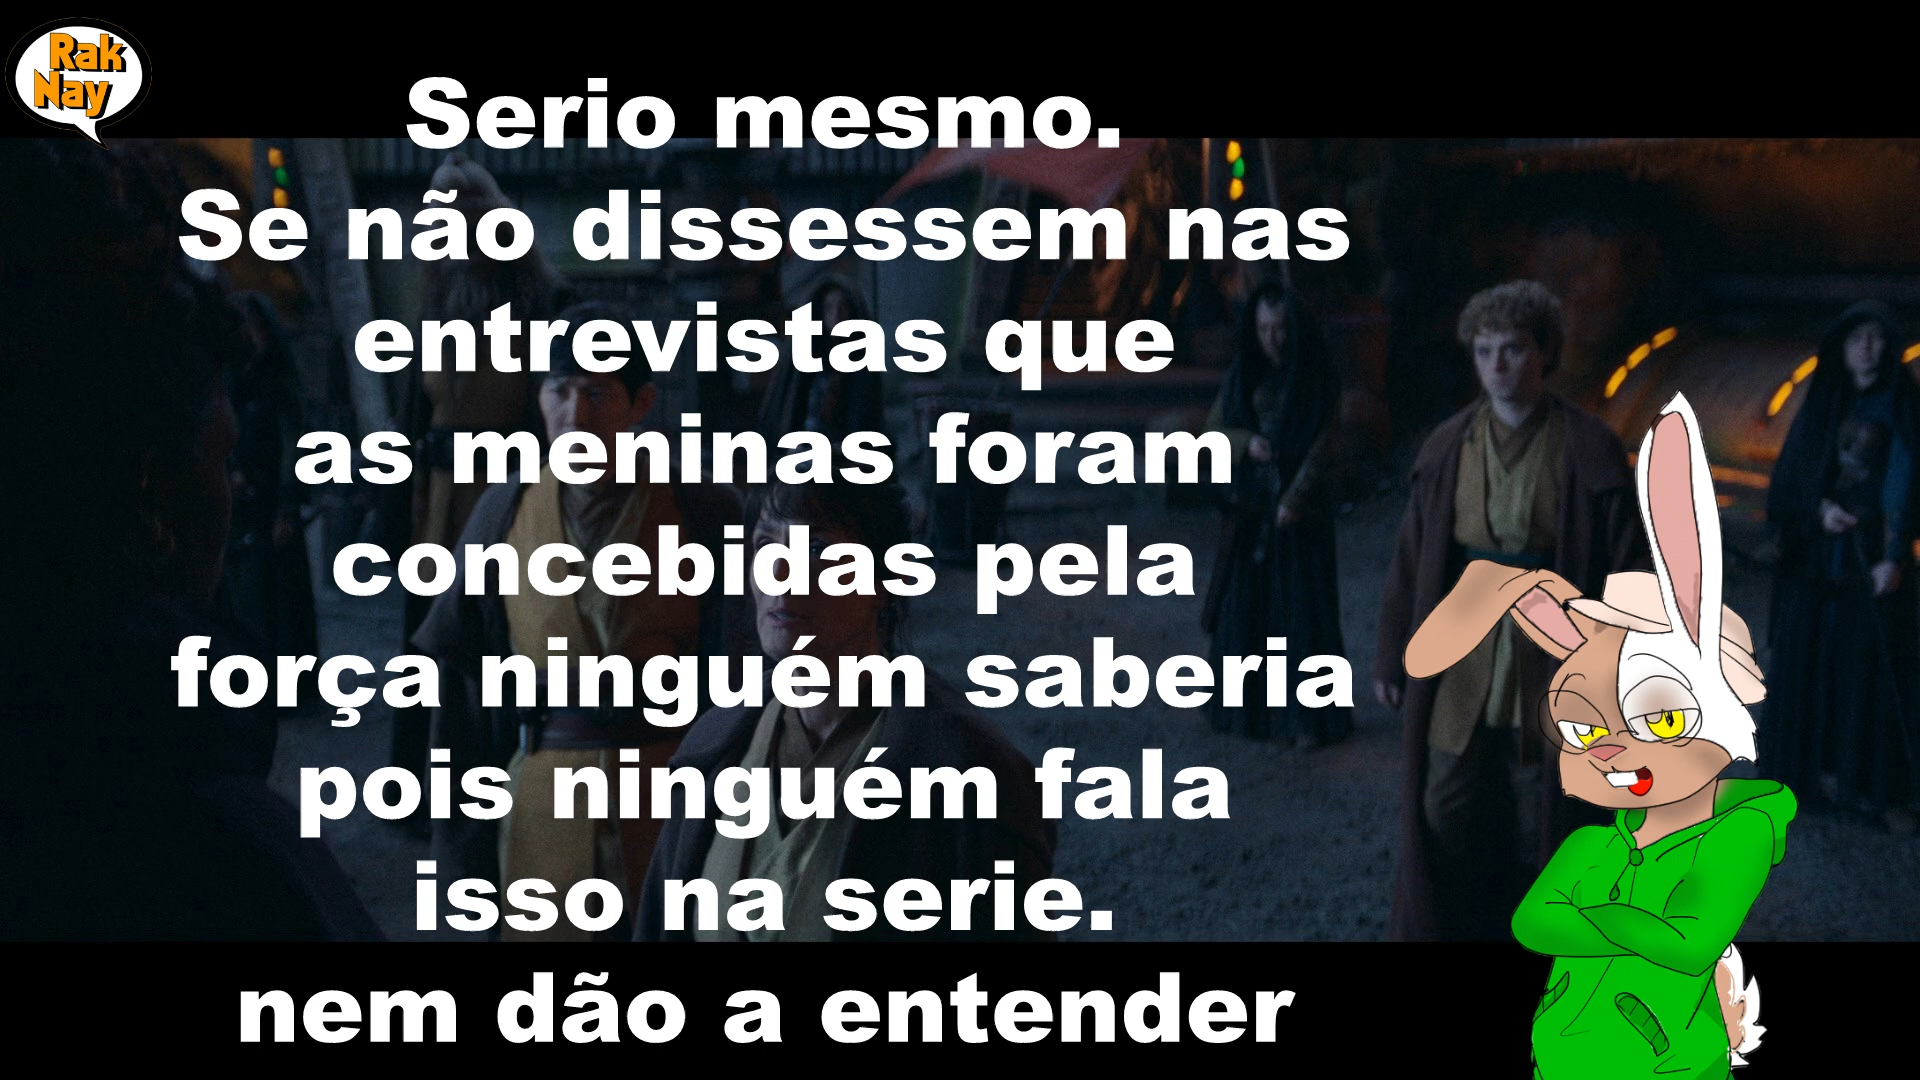 Rak
Nay
Serio mesmo.
Se não dissessem nas
entrevistas que
as meninas foram
concebidas pela
força ninguém saberia
pois ninguém fala
isso na serie.
nem dão a entender